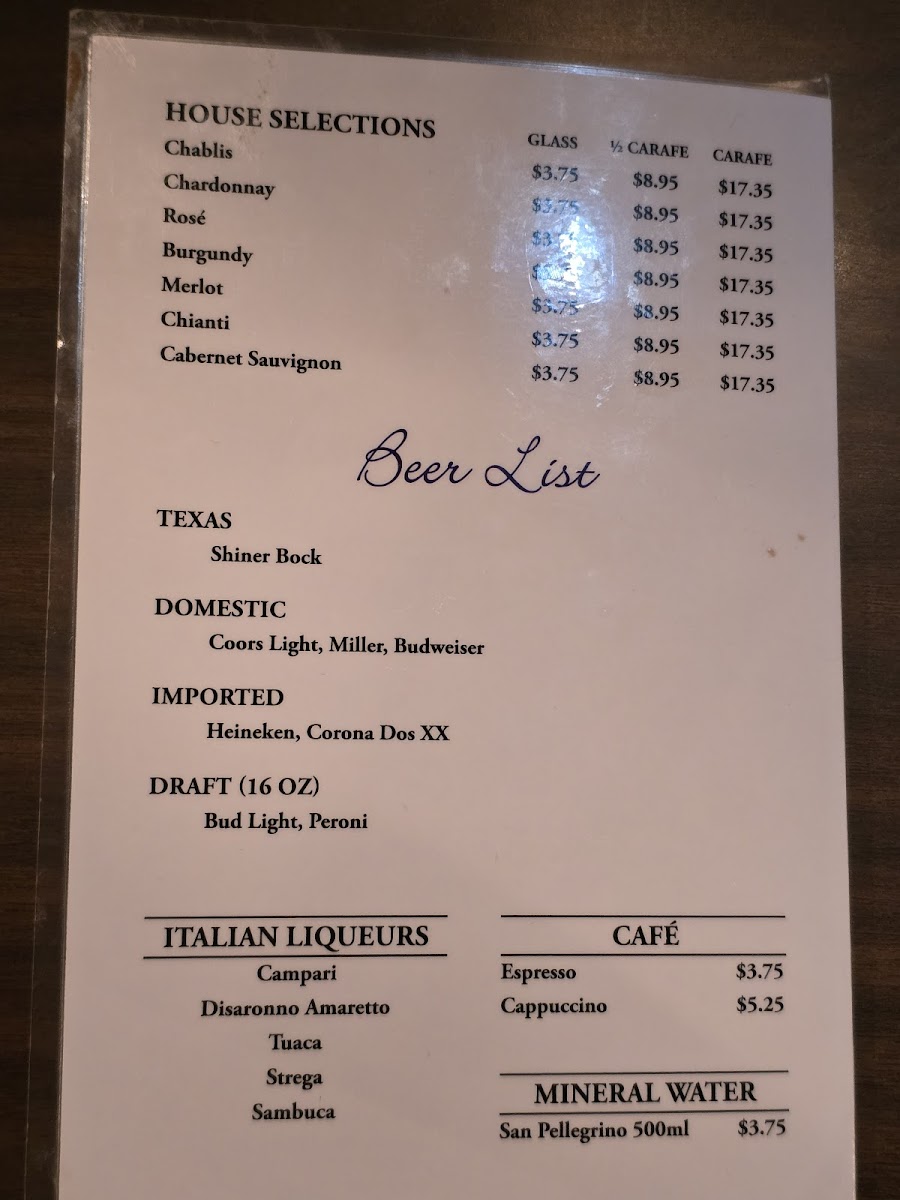 HOUSE SELECTIONS GLASS ½ CARAFE CARAFE
Chablis $3.75 $8.95 $17.35
Chardonnay $3.75 $8.95 $17.35
Rosé $8.95 $17.35
Burgundy $8.95 $17.35
Merlot $3.75 $8.95 $17.35
Chianti $3.75 $8.95 $17.35
Cabernet Sauvignon $3.75 $8.95 $17.35
Beer List
TEXAS
Shiner Bock
DOMESTIC
Coors Light, Miller, Budweiser
IMPORTED
Heineken, Corona Dos XX
DRAFT (16 OZ)
Bud Light, Peroni
ITALIAN LIQUEURS
Campari
Disaronno Amaretto
Tuaca
Strega
Sambuca
CAFÉ
Espresso $3.75
Cappuccino $5.25
MINERAL WATER
San Pellegrino 500ml $3.75